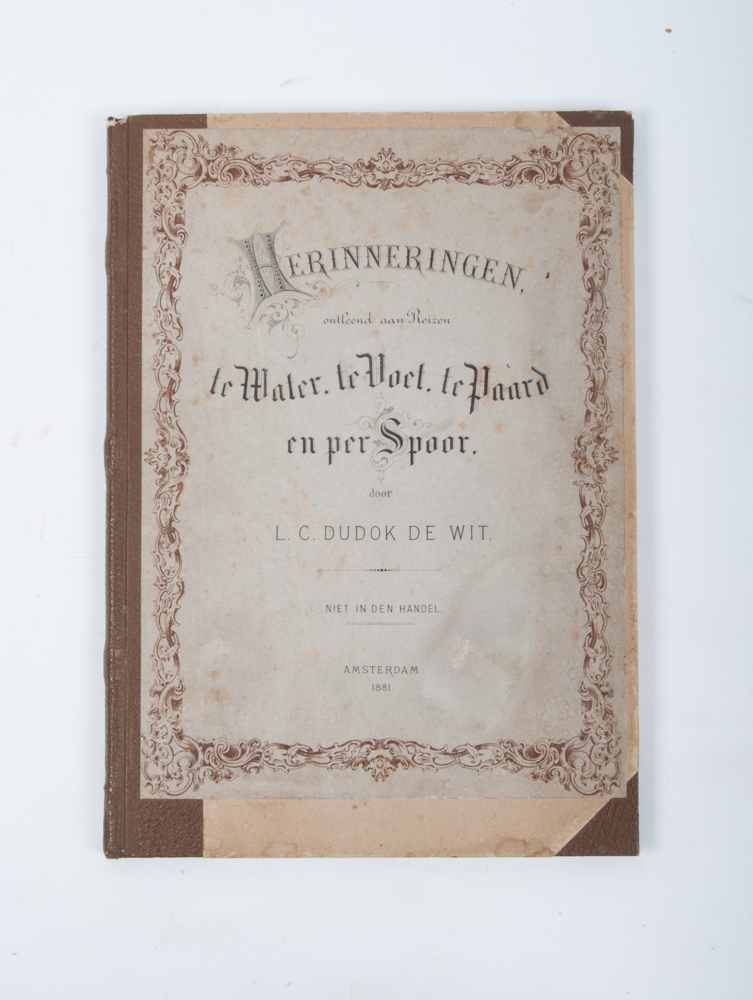 HERINNERINGEN,
ontleend aan Reizen
te Water, te Voet, te Paard
en per Spoor.
door
L. C. DUDOK DE WIT.
NIET IN DEN HANDEL.
AMSTERDAM
1881.